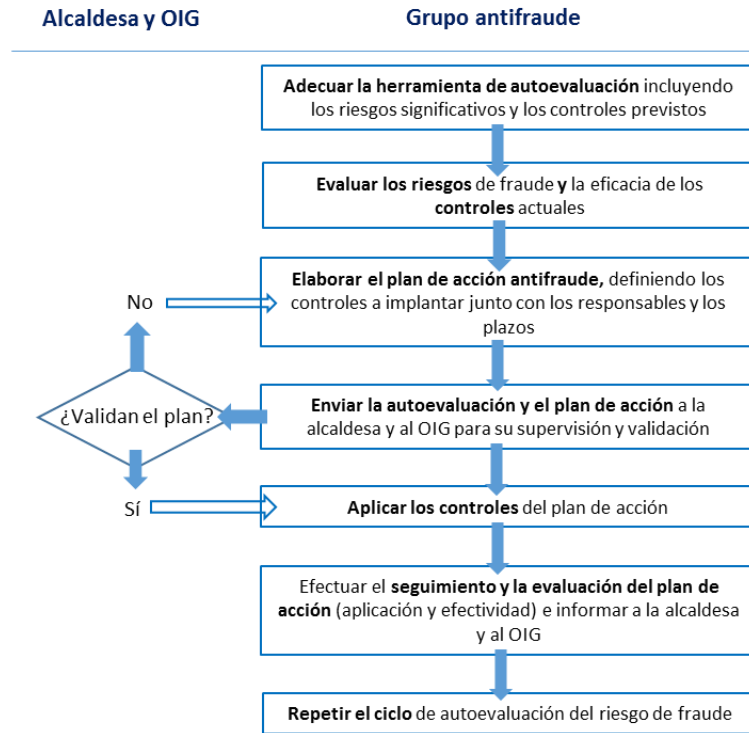 Alcaldesa y OIG
Grupo antifraude
Adecuar la herramienta de autoevaluación incluyendo
los riesgos significativos y los controles previstos
Evaluar los riesgos de fraude y la eficacia de los
controles actuales
Elaborar el plan de acción antifraude, definiendo los
controles a implantar junto con los responsables y los
plazos
No
¿Validan el plan?
Enviar la autoevaluación y el plan de acción a la
alcaldesa y al OIG para su supervisión y validación
Sí
Aplicar los controles del plan de acción
Efectuar el seguimiento y la evaluación del plan de
acción (aplicación y efectividad) e informar a la alcaldesa
y al OIG
Repetir el ciclo de autoevaluación del riesgo de fraude